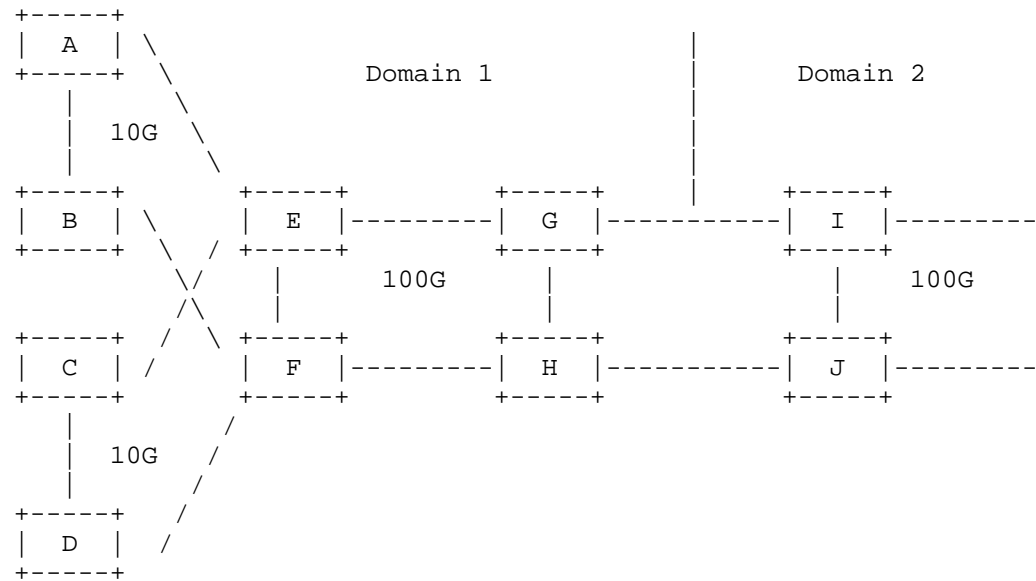 A
Domain 1 Domain 2
10G
B E G I
100G 100G
C F H J
10G
D